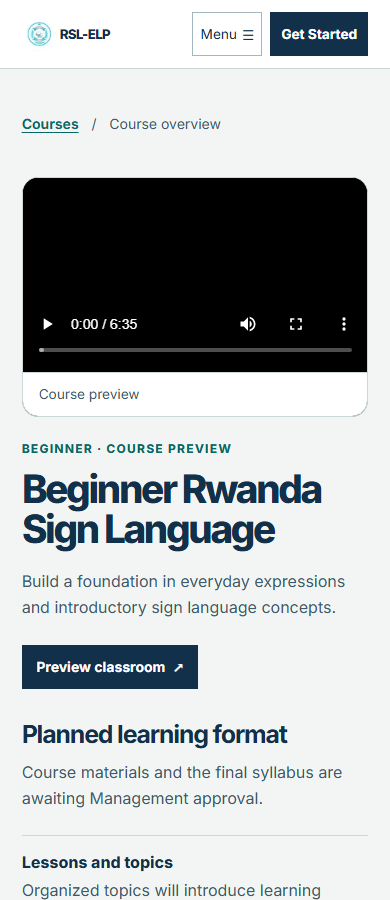 RSL-ELP
Menu ☰
Get Started
Courses / Course overview
0:00 / 6:35
Course preview
BEGINNER · COURSE PREVIEW
Beginner Rwanda
Sign Language
Build a foundation in everyday expressions
and introductory sign language concepts.
Preview classroom ↗
Planned learning format
Course materials and the final syllabus are
awaiting Management approval.
Lessons and topics
Organized topics will introduce learning